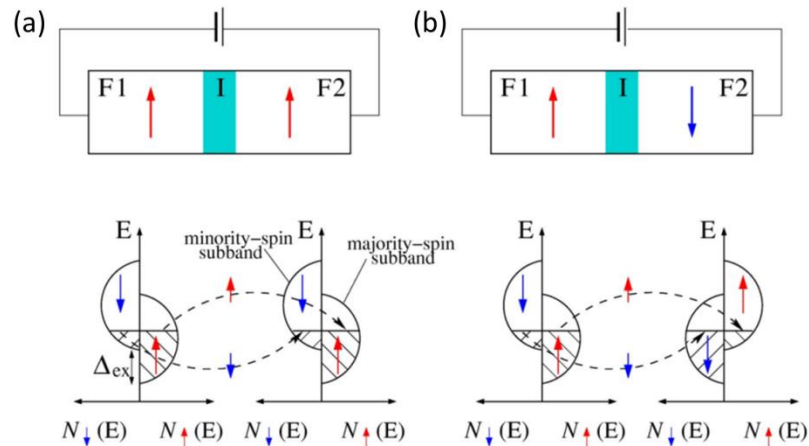 (a)
F1 I F2
(b)
F1 I F2
E
minority-spin
subband
E
majority-spin
subband
Δex
N↓(E) N↑(E) N↓(E) N↑(E)
E
E
N↓(E) N↑(E) N↓(E) N↑(E)